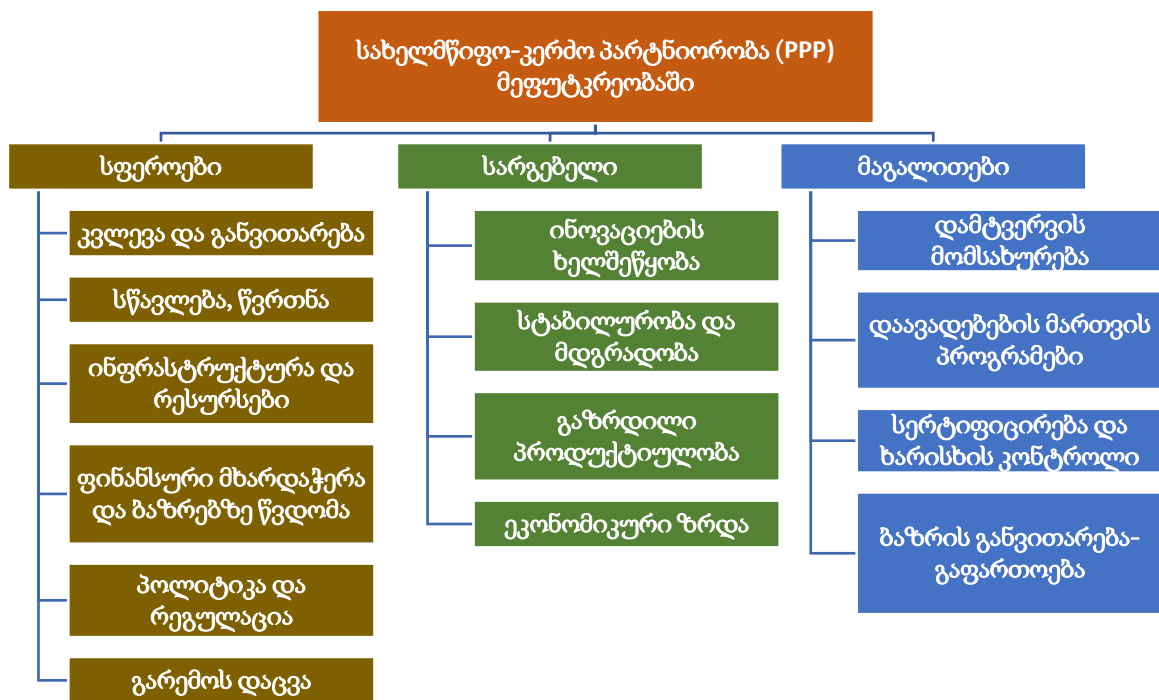 სახელმწიფო-კერძო პარტნიორობა (PPP)
მეფუტკრეობაში
სფეროები
კვლევა და განვითარება
სწავლება, წვრთნა
ინფრასტრუქტურა და
რესურსები
ფინანსური მხარდაჭერა
და ბაზრებზე წვდომა
პოლიტიკა და
რეგულაცია
გარემოს დაცვა
სარგებელი
ინოვაციების
ხელშეწყობა
სტაბილურობა და
მდგრადობა
გაზრდილი
პროდუქტიულობა
ეკონომიკური ზრდა
მაგალითები
დამტვერვის
მომსახურება
დაავადებების მართვის
პროგრამები
სერტიფიცირება და
ხარისხის კონტროლი
ბაზრის განვითარება-
გაფართოება